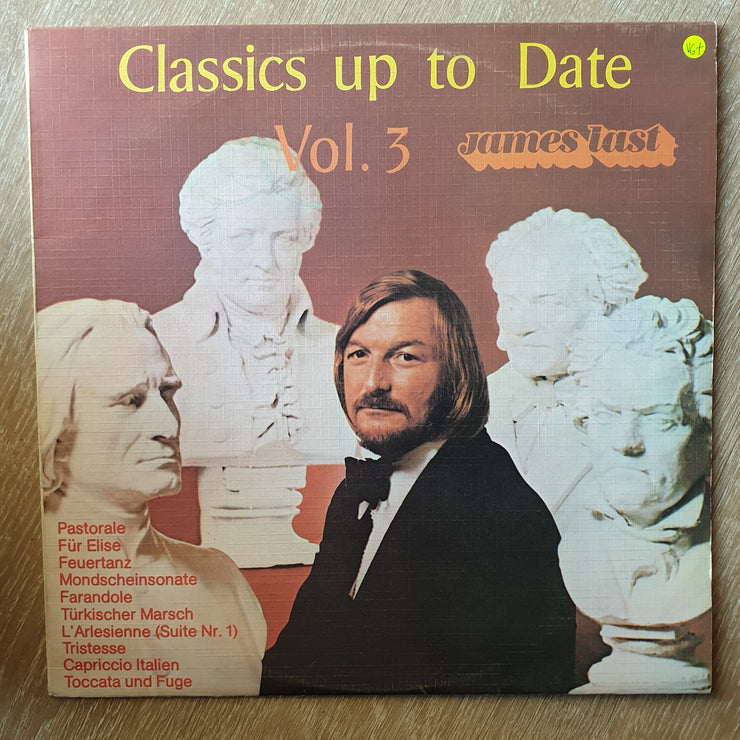 Classics up to Date
VG+
Vol. 3
James Last
Pastorale
Für Elise
Feuertanz
Mondscheinsonate
Farandole
Türkischer Marsch
L'Arlesienne (Suite Nr. 1)
Tristesse
Capriccio Italien
Toccata und Fuge